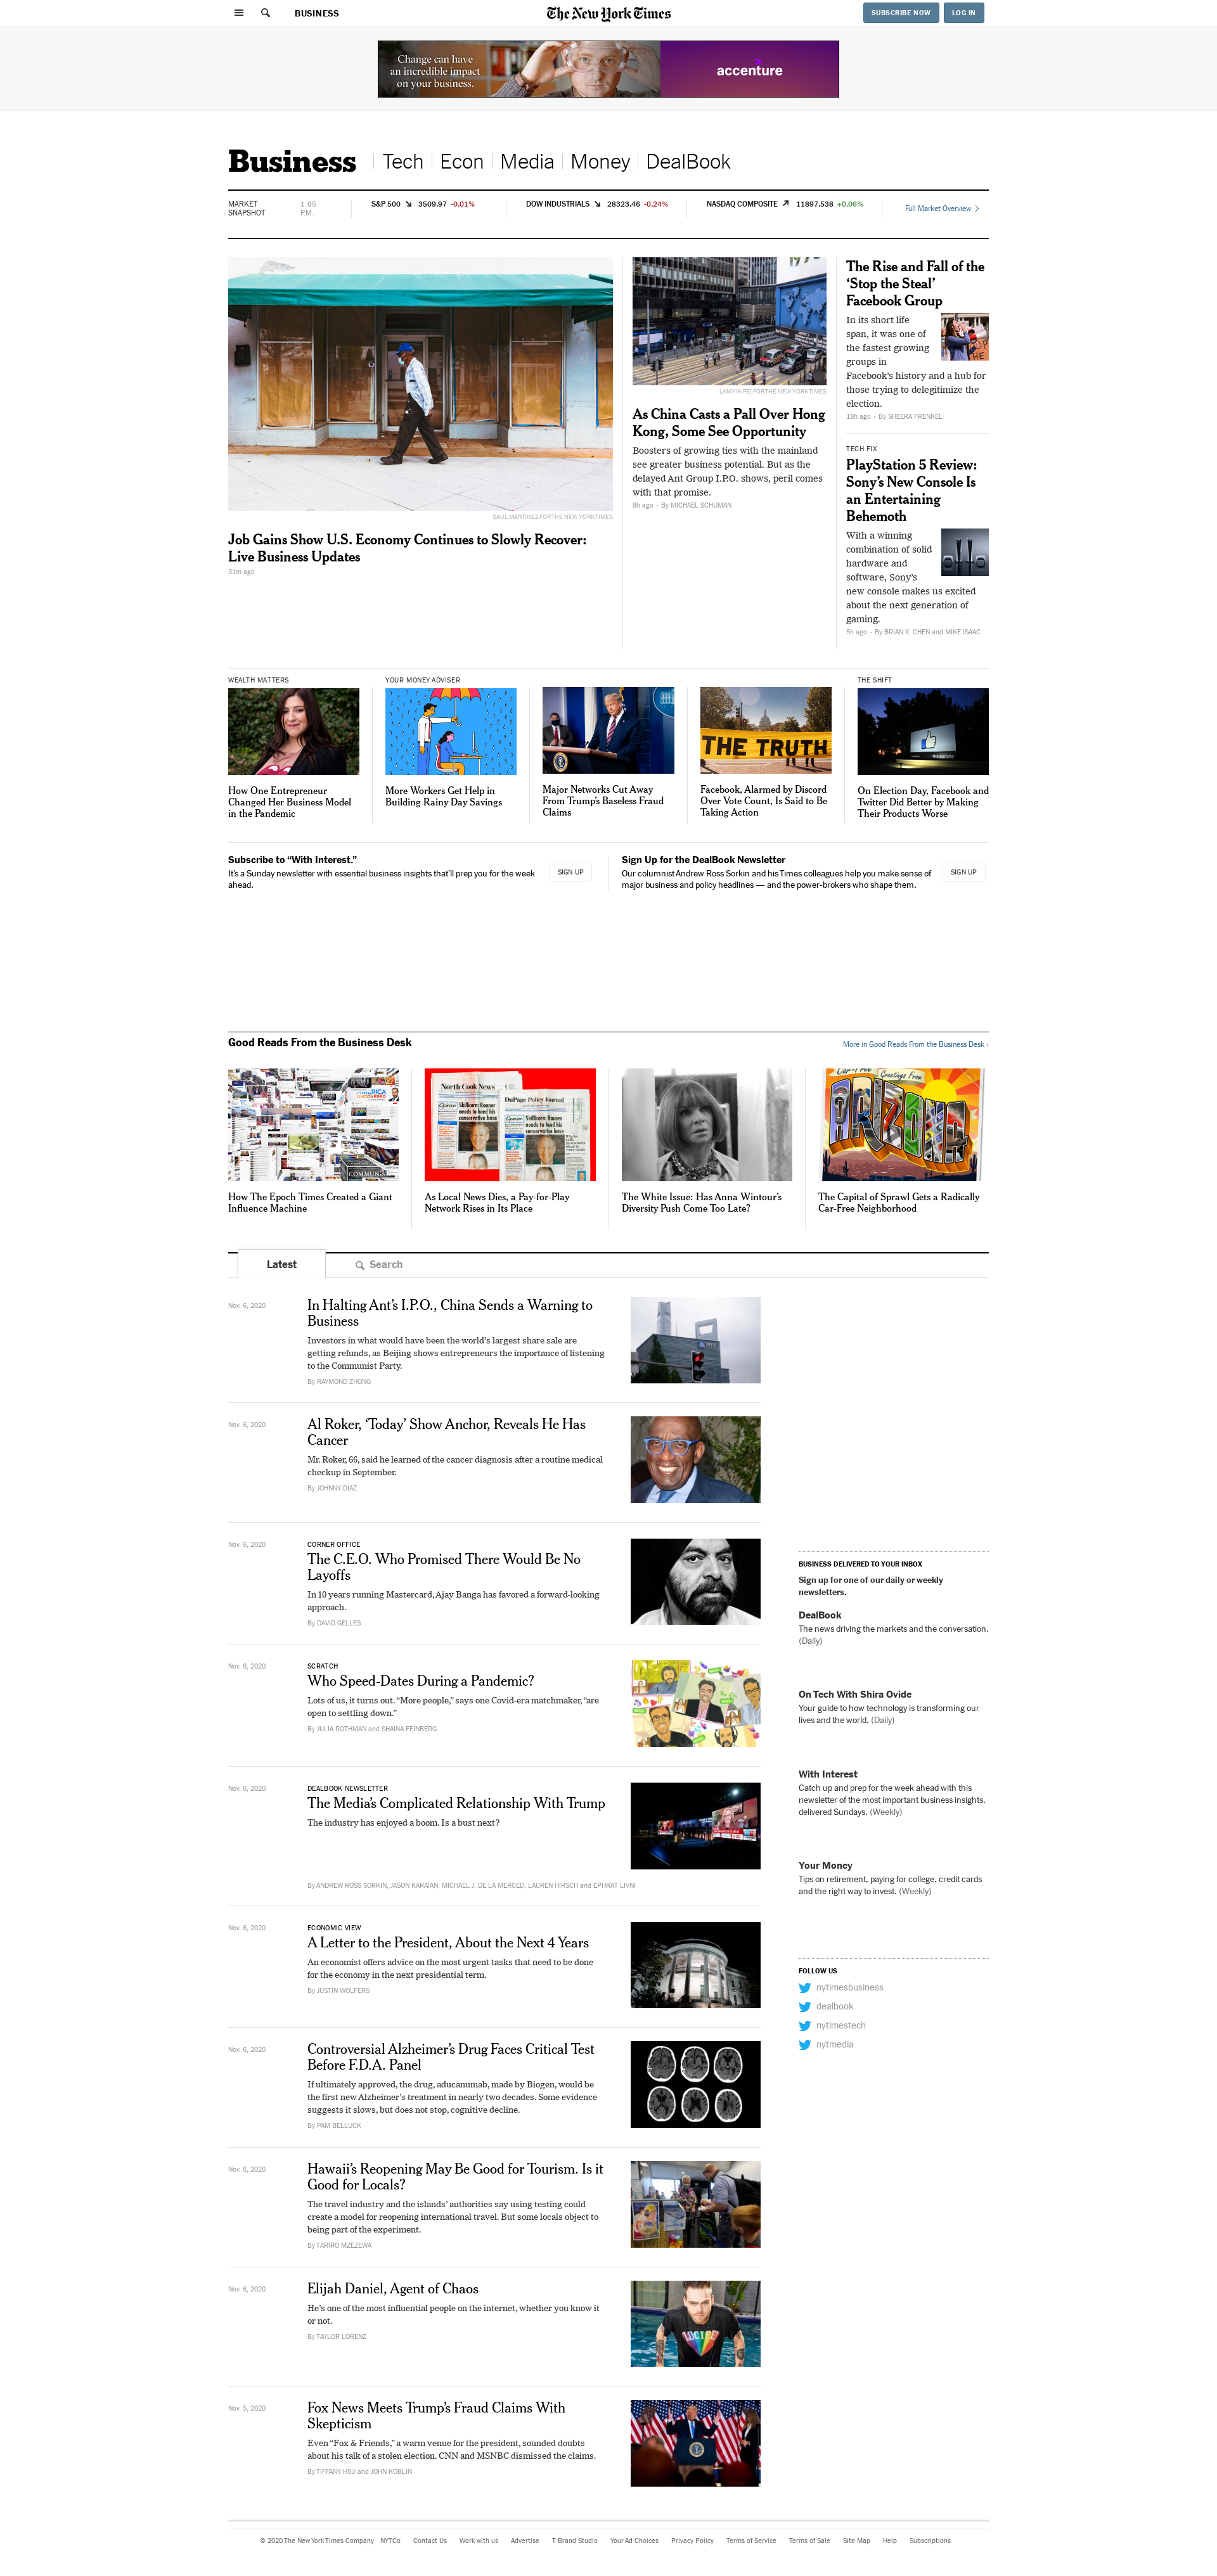 BUSINESS
The New York Times
SUBSCRIBE NOW
LOG IN
Change can have
an incredible impact
on your business.
accenture
Business
Tech
Econ
Media
Money
DealBook
MARKET
SNAPSHOT
1:05
P.M.
S&P 500 3509.97 -0.01%
DOW INDUSTRIALS 28323.46 -0.24%
NASDAQ COMPOSITE 11897.538 +0.06%
Full Market Overview
SAUL MARTINEZ FOR THE NEW YORK TIMES
Job Gains Show U.S. Economy Continues to Slowly Recover:
Live Business Updates
31m ago
LAM YIK FEI FOR THE NEW YORK TIMES
As China Casts a Pall Over Hong
Kong, Some See Opportunity
Boosters of growing ties with the mainland
see greater business potential. But as the
delayed Ant Group I.P.O. shows, peril comes
with that promise.
8h ago - By MICHAEL SCHUMAN
The Rise and Fall of the
‘Stop the Steal’
Facebook Group
In its short life
span, it was one of
the fastest growing
groups in
Facebook’s history and a hub for
those trying to delegitimize the
election.
18h ago - By SHEERA FRENKEL
TECH FIX
PlayStation 5 Review:
Sony’s New Console Is
an Entertaining
Behemoth
With a winning
combination of solid
hardware and
software, Sony’s
new console makes us excited
about the next generation of
gaming.
5h ago - By BRIAN X. CHEN and MIKE ISAAC
WEALTH MATTERS
How One Entrepreneur
Changed Her Business Model
in the Pandemic
YOUR MONEY ADVISER
More Workers Get Help in
Building Rainy Day Savings
Major Networks Cut Away
From Trump’s Baseless Fraud
Claims
THE TRUTH
Facebook, Alarmed by Discord
Over Vote Count, Is Said to Be
Taking Action
THE SHIFT
On Election Day, Facebook and
Twitter Did Better by Making
Their Products Worse
Subscribe to “With Interest.”
It’s a Sunday newsletter with essential business insights that’ll prep you for the week
ahead.
SIGN UP
Sign Up for the DealBook Newsletter
Our columnist Andrew Ross Sorkin and his Times colleagues help you make sense of
major business and policy headlines — and the power-brokers who shape them.
SIGN UP
Good Reads From the Business Desk
More in Good Reads From the Business Desk ›
How The Epoch Times Created a Giant
Influence Machine
North Cook News
DuPage Policy Journal
As Local News Dies, a Pay-for-Play
Network Rises in Its Place
The White Issue: Has Anna Wintour’s
Diversity Push Come Too Late?
Greetings From
ARIZONA
The Capital of Sprawl Gets a Radically
Car-Free Neighborhood
Latest
Search
Nov. 6, 2020
In Halting Ant’s I.P.O., China Sends a Warning to
Business
Investors in what would have been the world’s largest share sale are
getting refunds, as Beijing shows entrepreneurs the importance of listening
to the Communist Party.
By RAYMOND ZHONG
Nov. 6, 2020
Al Roker, ‘Today’ Show Anchor, Reveals He Has
Cancer
Mr. Roker, 66, said he learned of the cancer diagnosis after a routine medical
checkup in September.
By JOHNNY DIAZ
Nov. 6, 2020
CORNER OFFICE
The C.E.O. Who Promised There Would Be No
Layoffs
In 10 years running Mastercard, Ajay Banga has favored a forward-looking
approach.
By DAVID GELLES
Nov. 6, 2020
SCRATCH
Who Speed-Dates During a Pandemic?
Lots of us, it turns out. “More people,” says one Covid-era matchmaker, “are
open to settling down.”
By JULIA ROTHMAN and SHAINA FEINBERG
Nov. 6, 2020
DEALBOOK NEWSLETTER
The Media’s Complicated Relationship With Trump
The industry has enjoyed a boom. Is a bust next?
By ANDREW ROSS SORKIN, JASON KARAIAN, MICHAEL J. DE LA MERCED, LAUREN HIRSCH and EPHRAT LIVNI
Nov. 6, 2020
ECONOMIC VIEW
A Letter to the President, About the Next 4 Years
An economist offers advice on the most urgent tasks that need to be done
for the economy in the next presidential term.
By JUSTIN WOLFERS
Nov. 6, 2020
Controversial Alzheimer’s Drug Faces Critical Test
Before F.D.A. Panel
If ultimately approved, the drug, aducanumab, made by Biogen, would be
the first new Alzheimer’s treatment in nearly two decades. Some evidence
suggests it slows, but does not stop, cognitive decline.
By PAM BELLUCK
Nov. 6, 2020
Hawaii’s Reopening May Be Good for Tourism. Is it
Good for Locals?
The travel industry and the islands’ authorities say using testing could
create a model for reopening international travel. But some locals object to
being part of the experiment.
By TARIRO MZEZEWA
Nov. 6, 2020
Elijah Daniel, Agent of Chaos
He’s one of the most influential people on the internet, whether you know it
or not.
By TAYLOR LORENZ
Nov. 5, 2020
Fox News Meets Trump’s Fraud Claims With
Skepticism
Even “Fox & Friends,” a warm venue for the president, sounded doubts
about his talk of a stolen election. CNN and MSNBC dismissed the claims.
By TIFFANY HSU and JOHN KOBLIN
BUSINESS DELIVERED TO YOUR INBOX
Sign up for one of our daily or weekly
newsletters.
DealBook
The news driving the markets and the conversation.
(Daily)
On Tech With Shira Ovide
Your guide to how technology is transforming our
lives and the world. (Daily)
With Interest
Catch up and prep for the week ahead with this
newsletter of the most important business insights,
delivered Sundays. (Weekly)
Your Money
Tips on retirement, paying for college, credit cards
and the right way to invest. (Weekly)
FOLLOW US
nytimesbusiness
dealbook
nytimestech
nytmedia
© 2020 The New York Times Company NYTCo Contact Us Work with us Advertise T Brand Studio Your Ad Choices Privacy Policy Terms of Service Terms of Sale Site Map Help Subscriptions